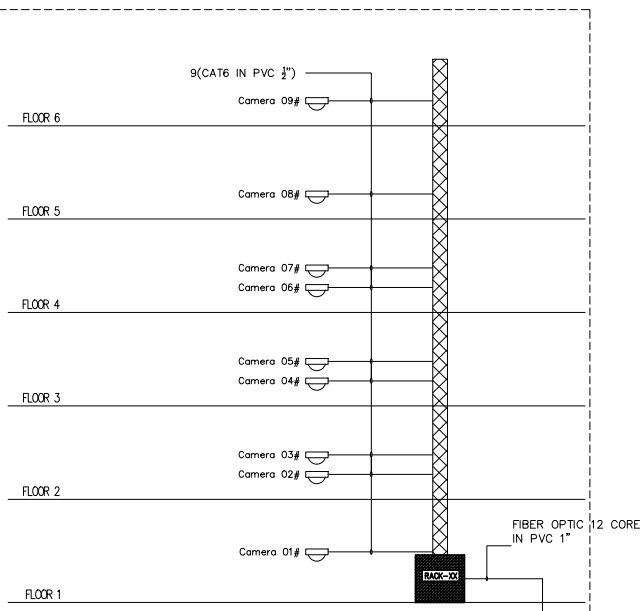 9(CAT6 IN PVC ½")
Camera 09#
FLOOR 6
Camera 08#
FLOOR 5
Camera 07#
Camera 06#
FLOOR 4
Camera 05#
Camera 04#
FLOOR 3
Camera 03#
Camera 02#
FLOOR 2
FIBER OPTIC 12 CORE
IN PVC 1"
Camera 01#
RACK-XX
FLOOR 1